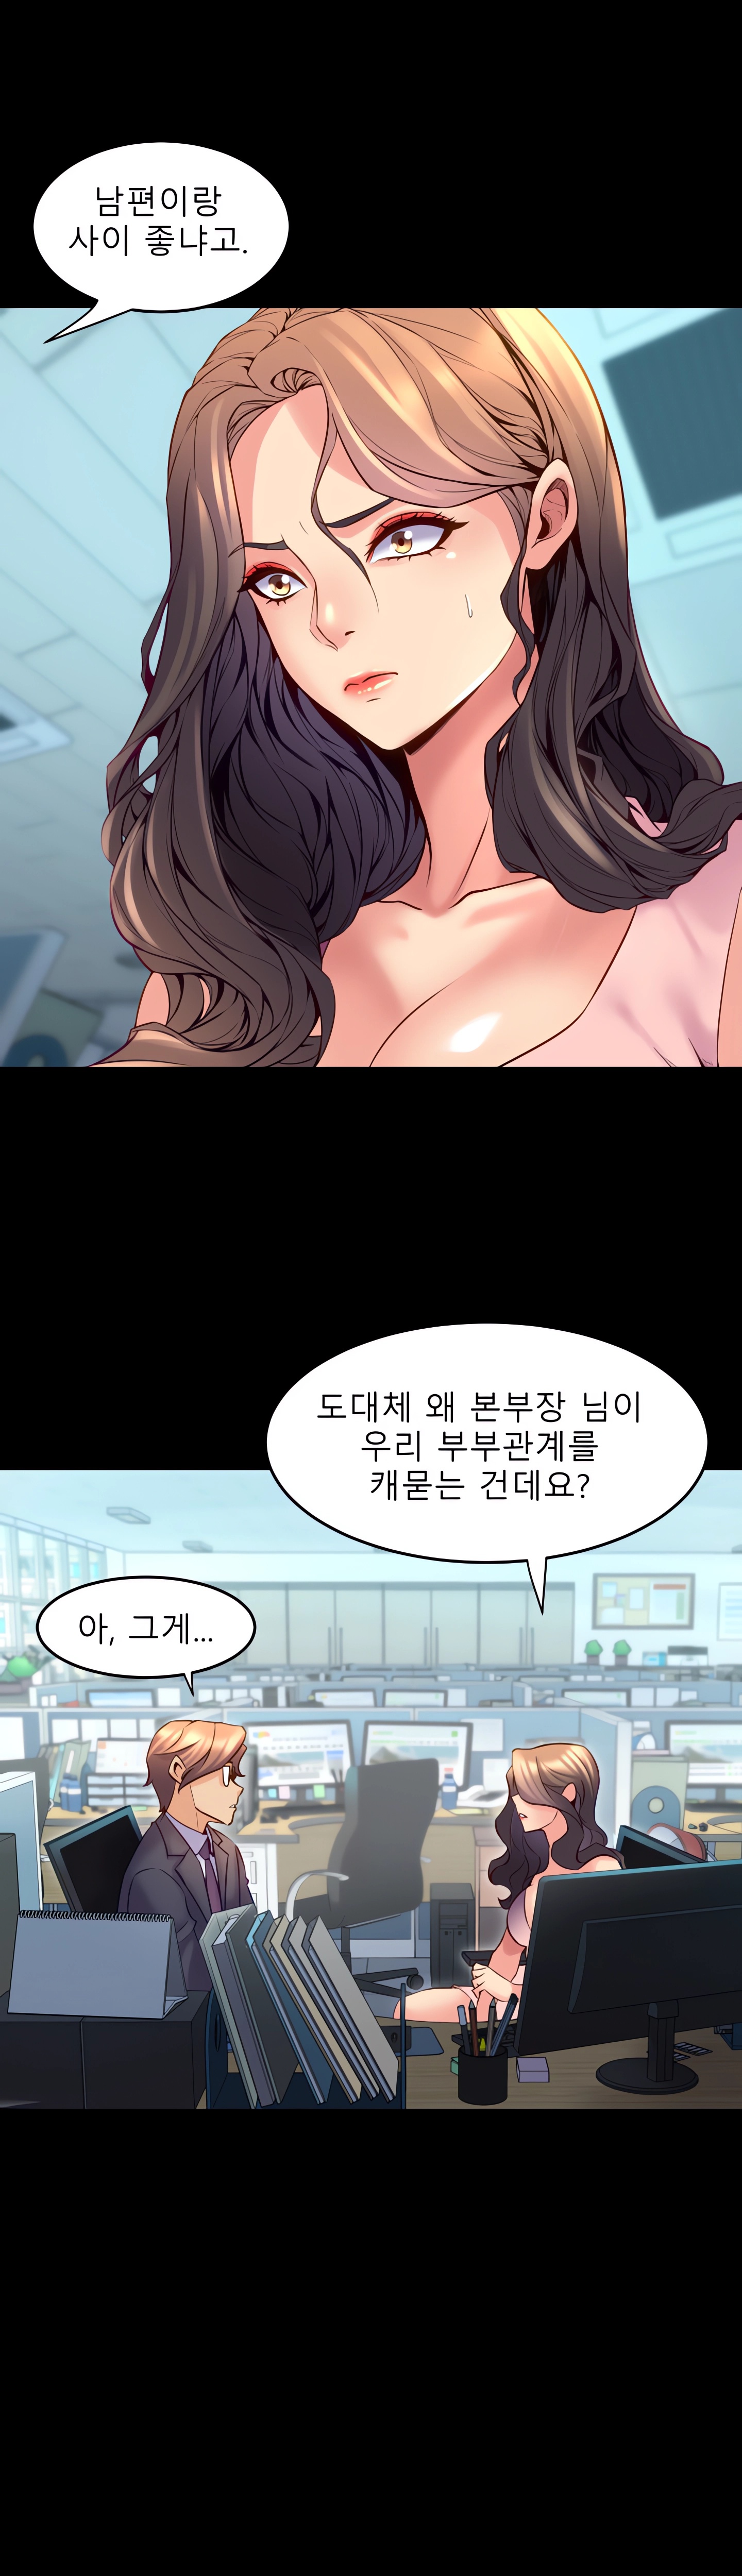 남편이랑
사이 좋냐고.
도대체 왜 본부장 님이
우리 부부관계를
캐묻는 건데요?
아, 그게...